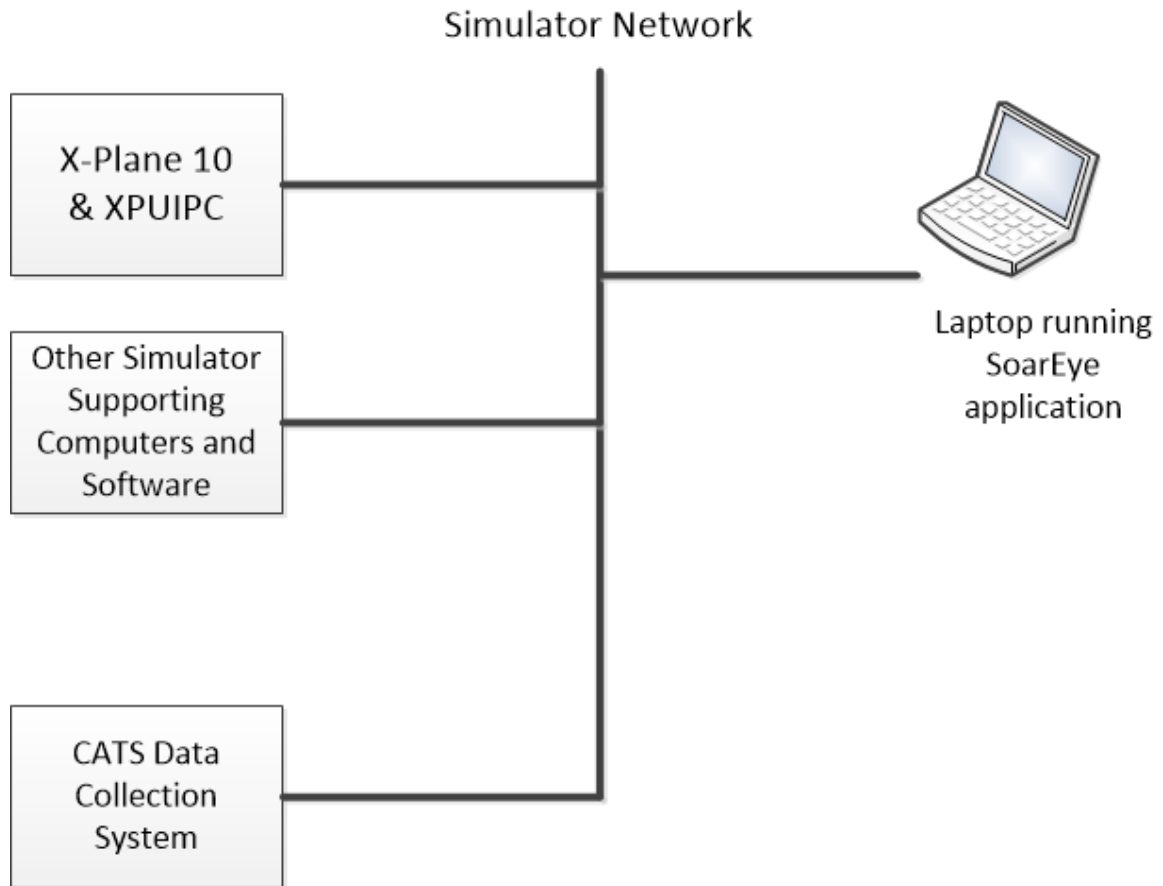 Simulator Network
X-Plane 10
& XPUIPC
Other Simulator
Supporting
Computers and
Software
CATS Data
Collection
System
Laptop running
SoarEye
application